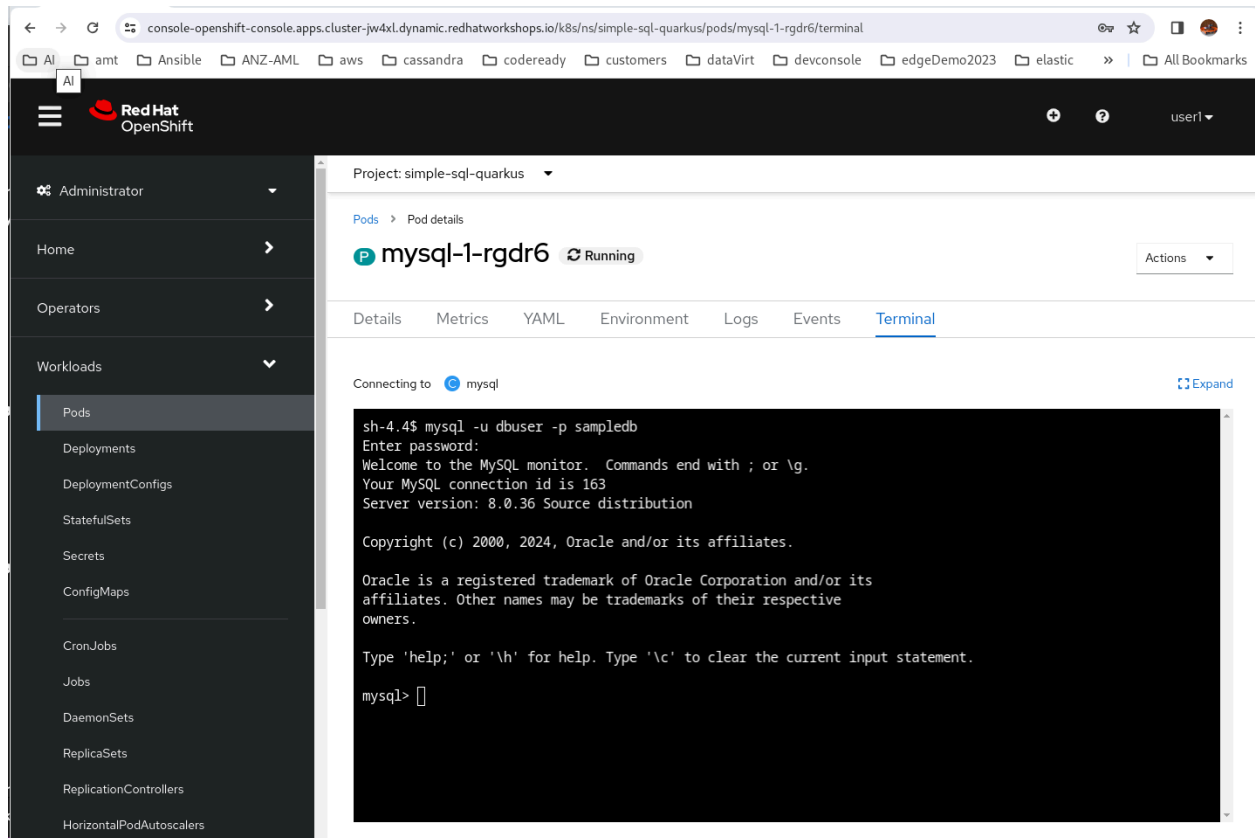 console-openshift-console.apps.cluster-jw4xl.dynamic.redhatworkshops.io/k8s/ns/simple-sql-quarkus/pods/mysql-1-rgdr6/terminal
AI amt Ansible ANZ-AML aws cassandra codeready customers dataVirt devconsole edgeDemo2023 elastic » All Bookmarks
AI
Red Hat
OpenShift
user1
Administrator
Home
Operators
Workloads
Pods
Deployments
DeploymentConfigs
StatefulSets
Secrets
ConfigMaps
CronJobs
Jobs
DaemonSets
ReplicaSets
ReplicationControllers
HorizontalPodAutoscalers
Project: simple-sql-quarkus
Pods > Pod details
P mysql-1-rgdr6 Running
Actions
Details Metrics YAML Environment Logs Events Terminal
Connecting to C mysql
Expand
sh-4.4$ mysql -u dbuser -p sampledb
Enter password:
Welcome to the MySQL monitor.  Commands end with ; or \g.
Your MySQL connection id is 163
Server version: 8.0.36 Source distribution
Copyright (c) 2000, 2024, Oracle and/or its affiliates.
Oracle is a registered trademark of Oracle Corporation and/or its
affiliates. Other names may be trademarks of their respective
owners.
Type 'help;' or '\h' for help. Type '\c' to clear the current input statement.
mysql>